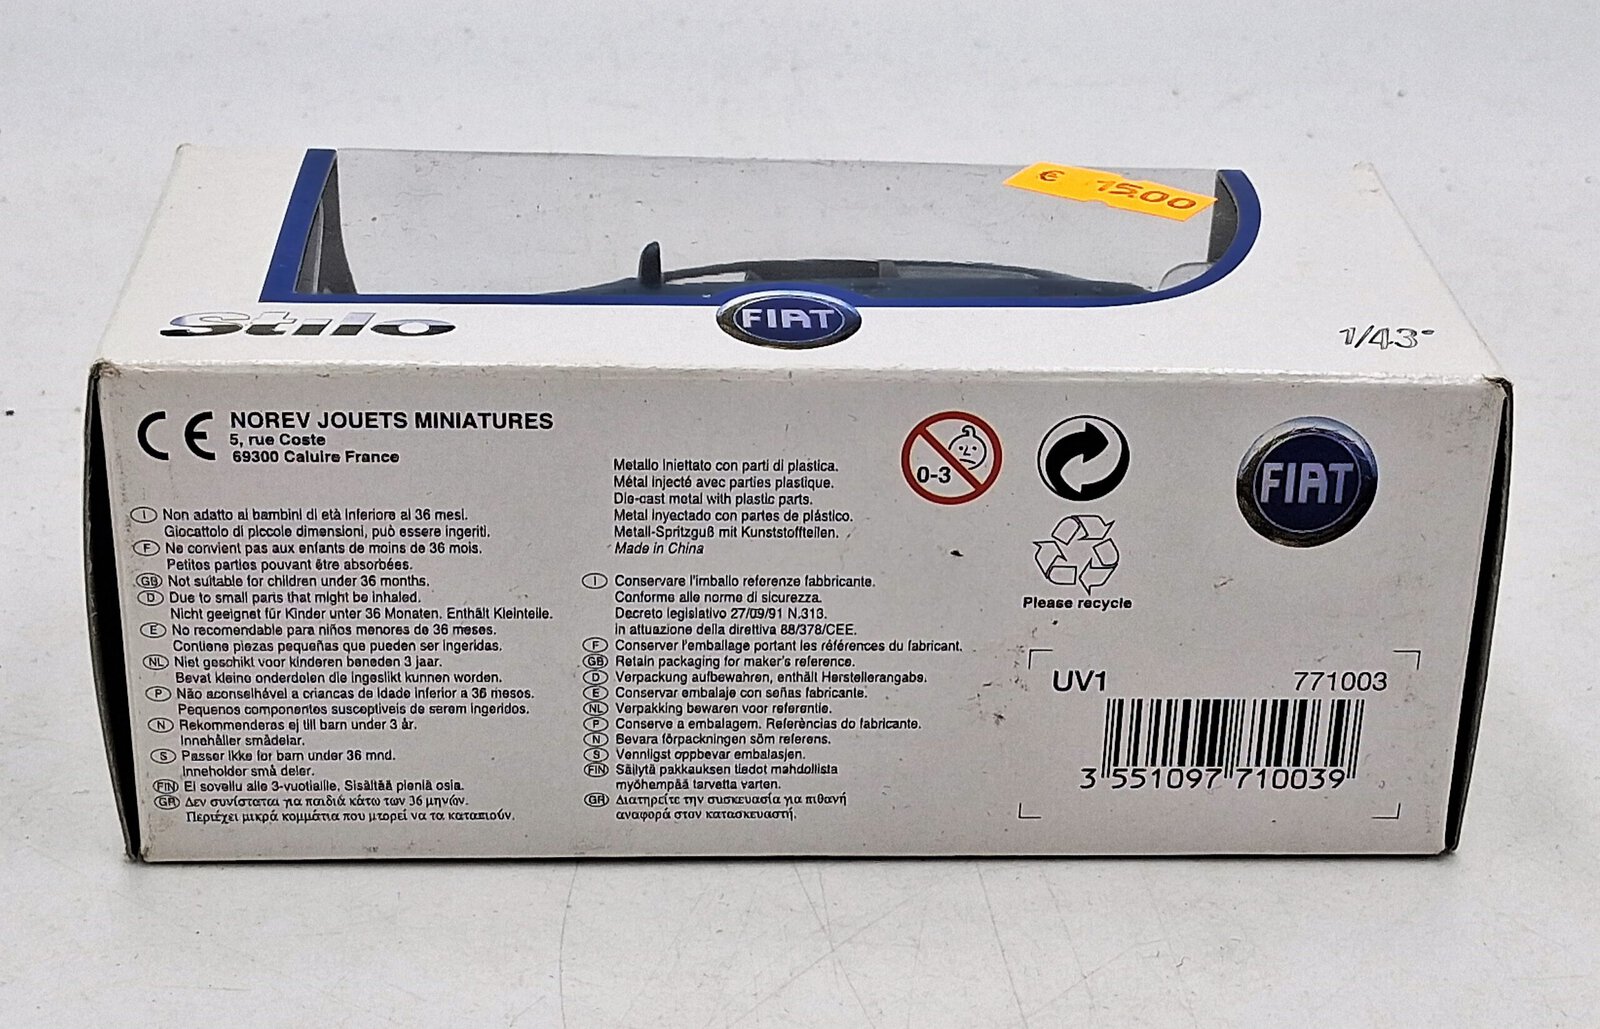 € 15.00
Stilo
FIAT
1/43e
CE
NOREV JOUETS MINIATURES
5, rue Coste
69300 Caluire France
I Non adatto ai bambini di età inferiore ai 36 mesi.
Giocattolo di piccole dimensioni, può essere ingeriti.
F Ne convient pas aux enfants de moins de 36 mois.
Petites parties pouvant être absorbées.
GB Not suitable for children under 36 months.
D Due to small parts that might be inhaled.
Nicht geeignet für Kinder unter 36 Monaten. Enthält Kleinteile.
E No recomendable para niños menores de 36 meses.
Contiene piezas pequeñas que pueden ser ingeridas.
NL Niet geschikt voor kinderen beneden 3 jaar.
Bevat kleine onderdelen die ingeslikt kunnen worden.
P Não aconselhável a criancas de idade inferior a 36 meses.
Pequenos componentes susceptiveis de serem ingeridos.
N Rekommenderas ej till barn under 3 år.
Innehåller smådelar.
S Passer ikke for barn under 36 mnd.
Inneholder små deler.
FIN Ei sovellu alle 3-vuotiaille. Sisältää pieniä osia.
GR Δεν συνίσταται για παιδιά κάτω των 36 μηνών.
Περιέχει μικρά κομμάτια που μπορεί να τα καταπιούν.
Metallo Iniettato con parti di plastica.
Métal injecté avec parties plastique.
Die-cast metal with plastic parts.
Metal Inyectado con partes de plástico.
Metall-Spritzguß mit Kunststoffteilen.
Made in China
I Conservare l'imballo referenze fabbricante.
Conforme alle norme di sicurezza.
Decreto legislativo 27/09/91 N.313.
in attuazione della direttiva 88/378/CEE.
F Conserver l'emballage portant les références du fabricant.
GB Retain packaging for maker's reference.
D Verpackung aufbewahren, enthält Herstellerangabe.
E Conservar embalaje con señas fabricante.
NL Verpakking bewaren voor referentie.
P Conserve a embalagem. Referências do fabricante.
N Bevara förpackningen söm referens.
S Vennligst oppbevar embalasjen.
FIN Säilytä pakkauksen tiedot mahdollista
myöhempää tarvetta varten.
GR Διατηρείτε την συσκευασία για πιθανή
αναφορά στον κατασκευαστή.
0-3
Please recycle
FIAT
UV1 771003
3 551097 710039